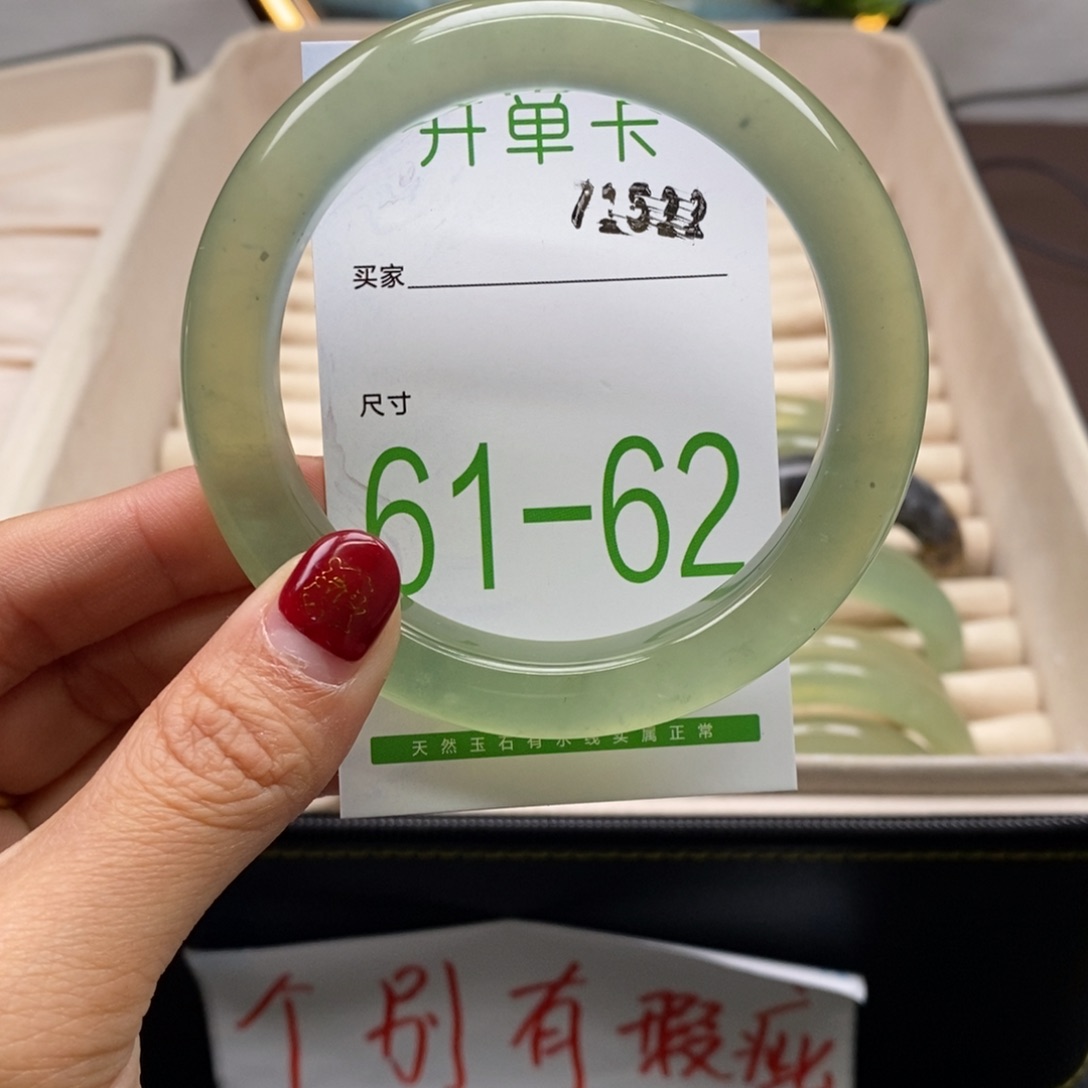 开单卡
买家
尺寸
61-62
天然玉石有水线实属正常
个别有瑕疵